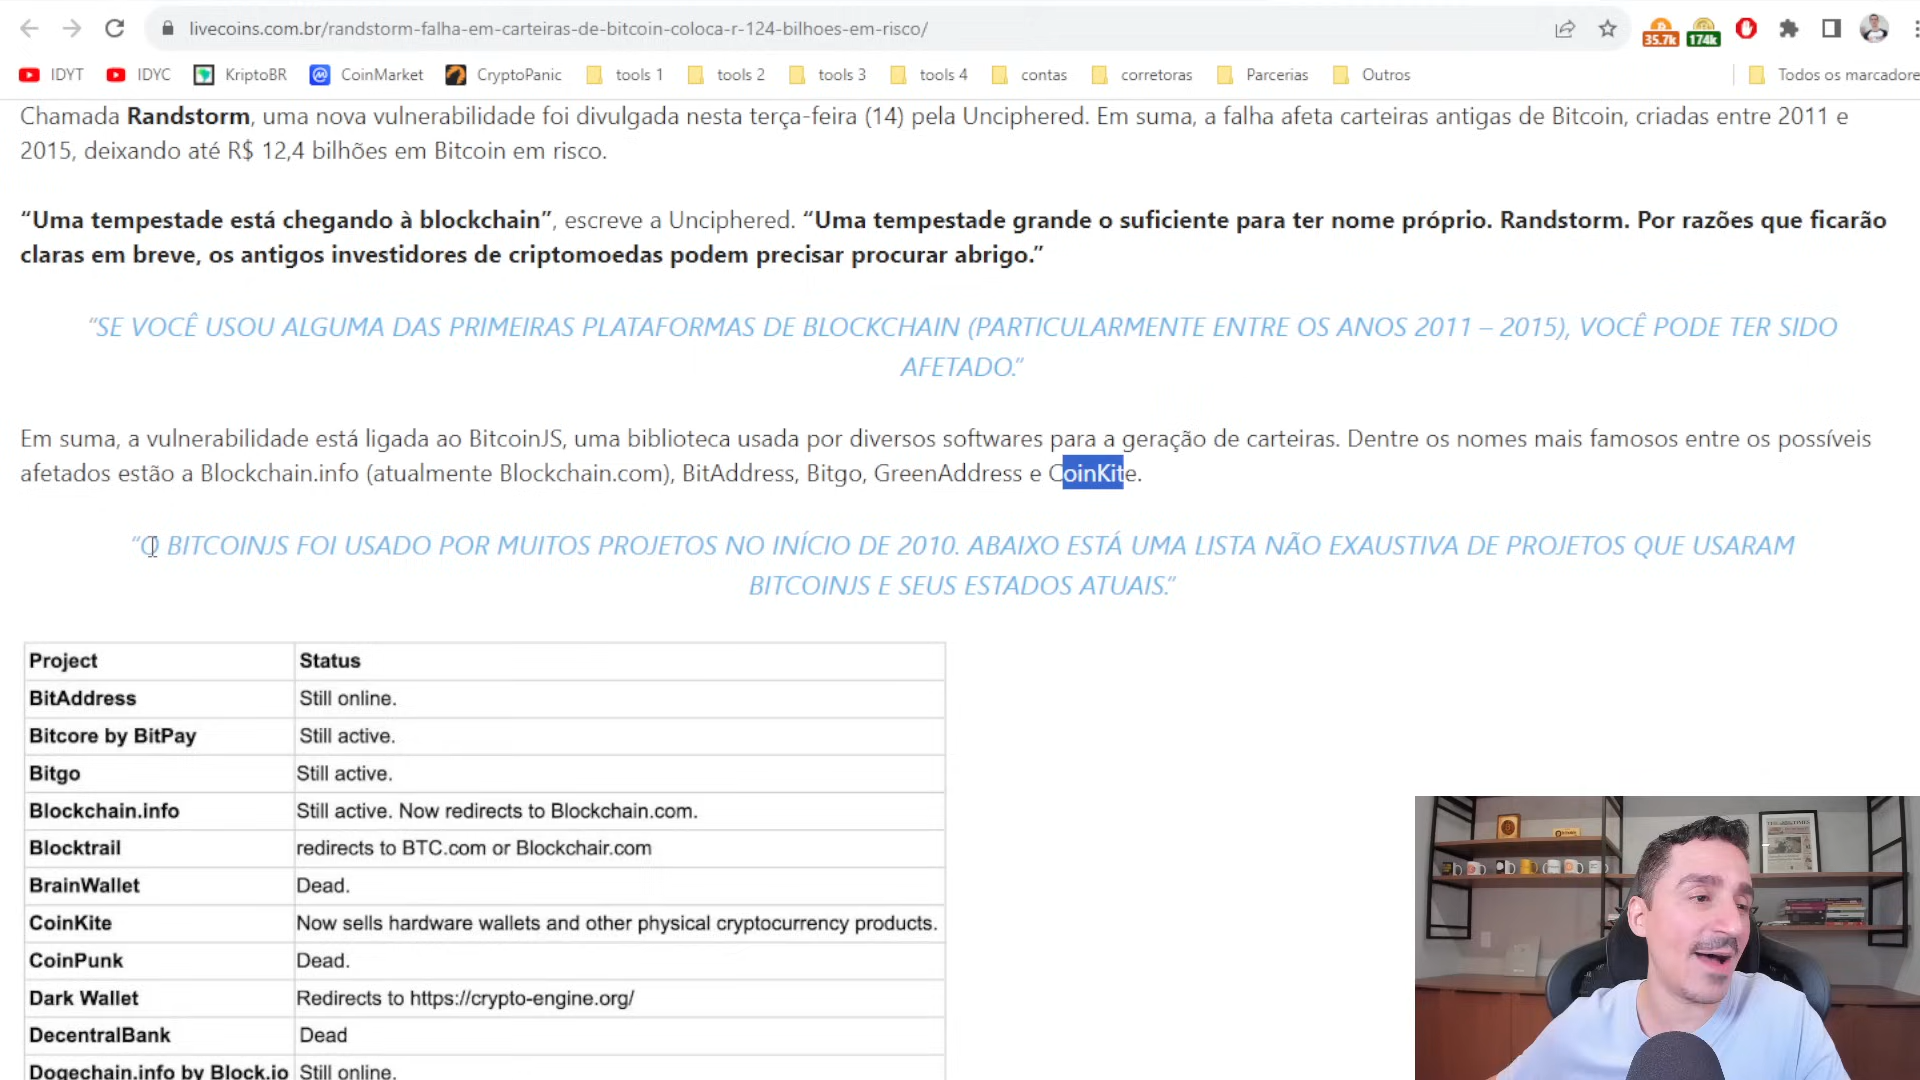 livecoins.com.br/randstorm-falha-em-carteiras-de-bitcoin-coloca-r-124-bilhoes-em-risco/
35.7k 174k
IDYT IDYC KriptoBR CoinMarket CryptoPanic tools 1 tools 2 tools 3 tools 4 contas corretoras Parcerias Outros Todos os marcadore
Chamada Randstorm, uma nova vulnerabilidade foi divulgada nesta terça-feira (14) pela Unciphered. Em suma, a falha afeta carteiras antigas de Bitcoin, criadas entre 2011 e
2015, deixando até R$ 12,4 bilhões em Bitcoin em risco.
“Uma tempestade está chegando à blockchain”, escreve a Unciphered. “Uma tempestade grande o suficiente para ter nome próprio. Randstorm. Por razões que ficarão
claras em breve, os antigos investidores de criptomoedas podem precisar procurar abrigo.”
“SE VOCÊ USOU ALGUMA DAS PRIMEIRAS PLATAFORMAS DE BLOCKCHAIN (PARTICULARMENTE ENTRE OS ANOS 2011 – 2015), VOCÊ PODE TER SIDO
AFETADO.”
Em suma, a vulnerabilidade está ligada ao BitcoinJS, uma biblioteca usada por diversos softwares para a geração de carteiras. Dentre os nomes mais famosos entre os possíveis
afetados estão a Blockchain.info (atualmente Blockchain.com), BitAddress, Bitgo, GreenAddress e CoinKite.
“O BITCOINJS FOI USADO POR MUITOS PROJETOS NO INÍCIO DE 2010. ABAIXO ESTÁ UMA LISTA NÃO EXAUSTIVA DE PROJETOS QUE USARAM
BITCOINJS E SEUS ESTADOS ATUAIS.”
Project Status
BitAddress Still online.
Bitcore by BitPay Still active.
Bitgo Still active.
Blockchain.info Still active. Now redirects to Blockchain.com.
Blocktrail redirects to BTC.com or Blockchair.com
BrainWallet Dead.
CoinKite Now sells hardware wallets and other physical cryptocurrency products.
CoinPunk Dead.
Dark Wallet Redirects to https://crypto-engine.org/
DecentralBank Dead
Dogechain.info by Block.io Still online.